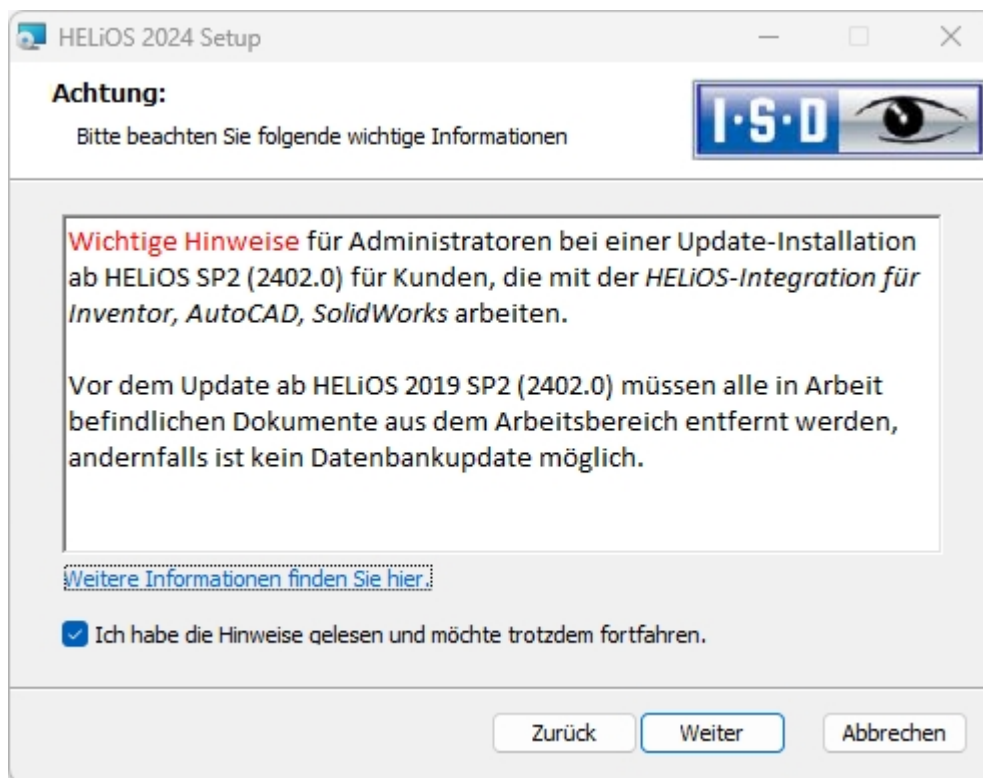 HELiOS 2024 Setup
Achtung:
Bitte beachten Sie folgende wichtige Informationen
I·S·D
Wichtige Hinweise für Administratoren bei einer Update-Installation
ab HELiOS SP2 (2402.0) für Kunden, die mit der HELiOS-Integration für
Inventor, AutoCAD, SolidWorks arbeiten.
Vor dem Update ab HELiOS 2019 SP2 (2402.0) müssen alle in Arbeit
befindlichen Dokumente aus dem Arbeitsbereich entfernt werden,
andernfalls ist kein Datenbankupdate möglich.
Weitere Informationen finden Sie hier.
Ich habe die Hinweise gelesen und möchte trotzdem fortfahren.
Zurück Weiter Abbrechen